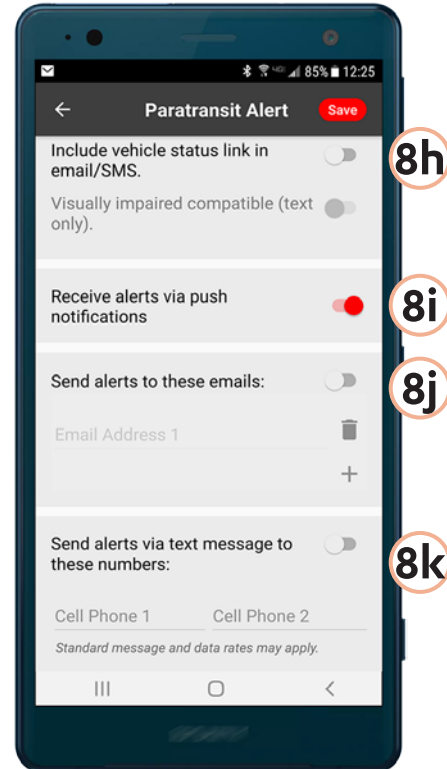 85% 12:25
Paratransit Alert Save
Include vehicle status link in
email/SMS.
8h
Visually impaired compatible (text
only).
Receive alerts via push
notifications
8i
Send alerts to these emails:
8j
Email Address 1
Send alerts via text message to
these numbers:
8k
Cell Phone 1 Cell Phone 2
Standard message and data rates may apply.